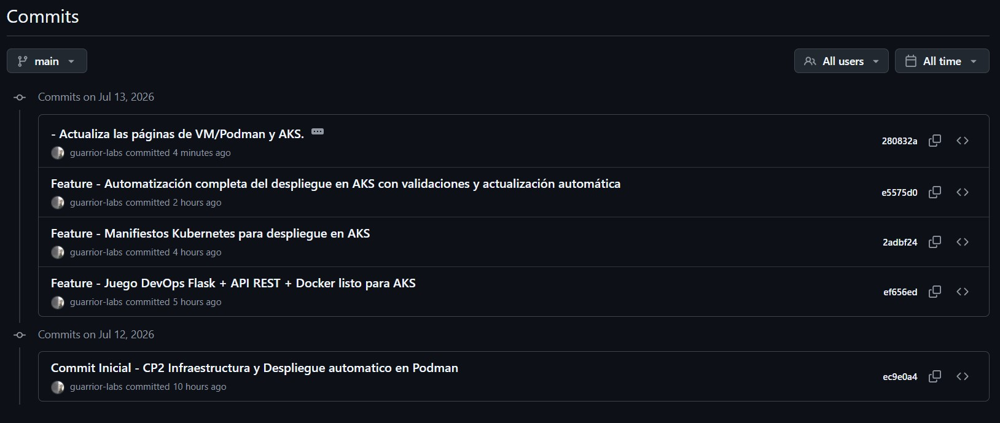 Commits
main
All users
All time
Commits on Jul 13, 2026
- Actualiza las páginas de VM/Podman y AKS.
guarrior-labs committed 4 minutes ago
280832a
Feature - Automatización completa del despliegue en AKS con validaciones y actualización automática
guarrior-labs committed 2 hours ago
e5575d0
Feature - Manifiestos Kubernetes para despliegue en AKS
guarrior-labs committed 4 hours ago
2adbf24
Feature - Juego DevOps Flask + API REST + Docker listo para AKS
guarrior-labs committed 5 hours ago
ef656ed
Commits on Jul 12, 2026
Commit Inicial - CP2 Infraestructura y Despliegue automatico en Podman
guarrior-labs committed 10 hours ago
ec9e0a4